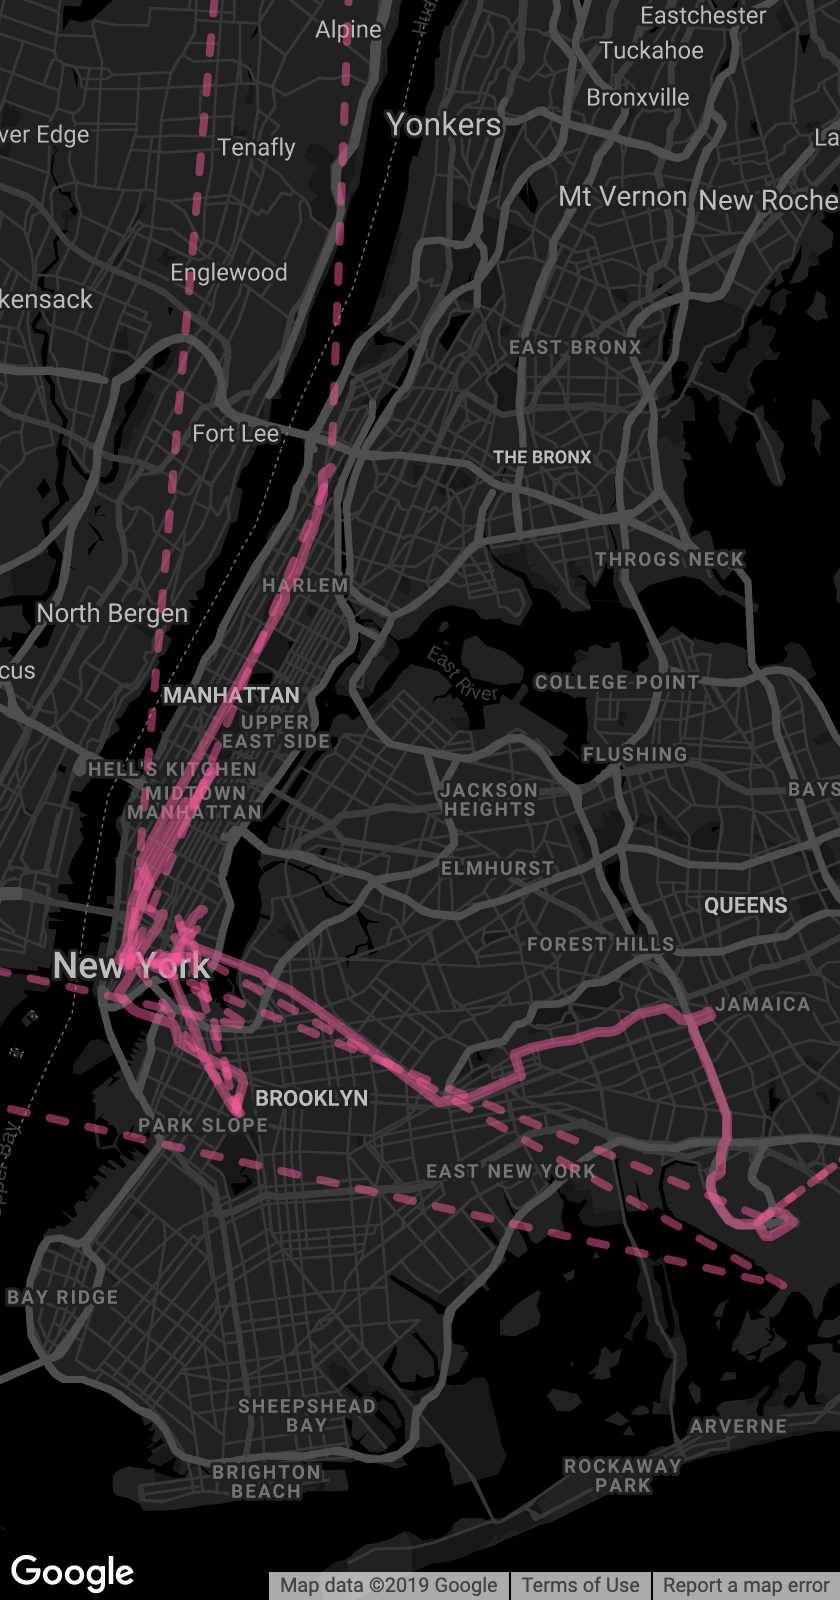 Eastchester
Alpine
Tuckahoe
Bronxville
Yonkers
ver Edge
La
Tenafly
Mt Vernon
New Roche
Englewood
kensack
EAST BRONX
Fort Lee
THE BRONX
THROGS NECK
HARLEM
North Bergen
cus
East River
COLLEGE POINT
MANHATTAN
UPPER
EAST SIDE
FLUSHING
HELL'S KITCHEN
MIDTOWN
MANHATTAN
JACKSON
HEIGHTS
BAYS
ELMHURST
QUEENS
FOREST HILLS
New York
JAMAICA
BROOKLYN
PARK SLOPE
EAST NEW YORK
BAY RIDGE
SHEEPSHEAD
BAY
ARVERNE
ROCKAWAY
PARK
BRIGHTON
BEACH
Google
Map data ©2019 Google
Terms of Use
Report a map error